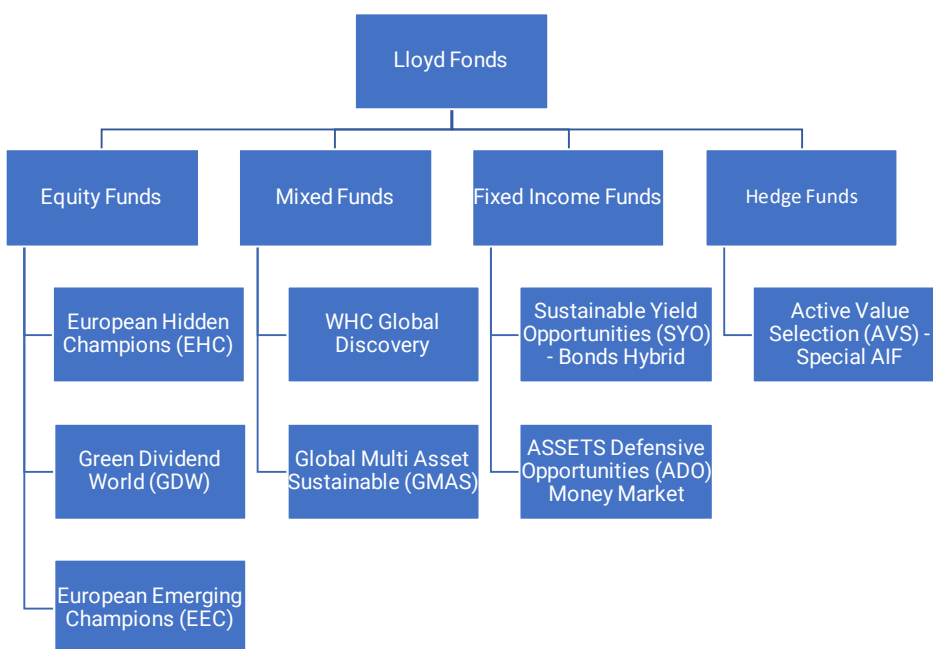 Lloyd Fonds
Equity Funds
Mixed Funds
Fixed Income Funds
Hedge Funds
European Hidden
Champions (EHC)
WHC Global
Discovery
Sustainable Yield
Opportunities (SYO)
- Bonds Hybrid
Active Value
Selection (AVS) -
Special AIF
Green Dividend
World (GDW)
Global Multi Asset
Sustainable (GMAS)
ASSETS Defensive
Opportunities (ADO)
Money Market
European Emerging
Champions (EEC)